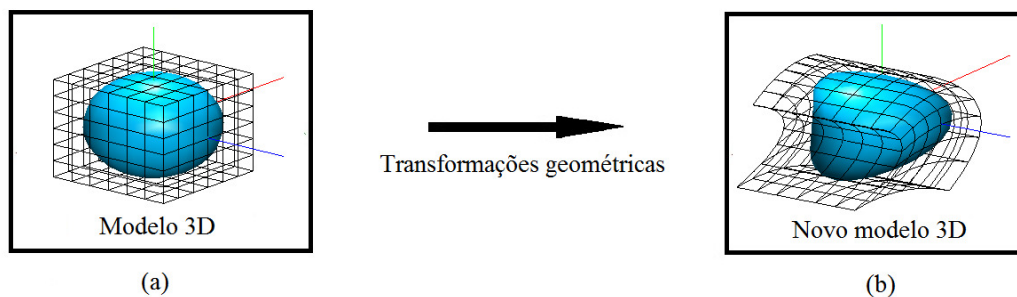 Modelo 3D
(a)
Transformações geométricas
Novo modelo 3D
(b)